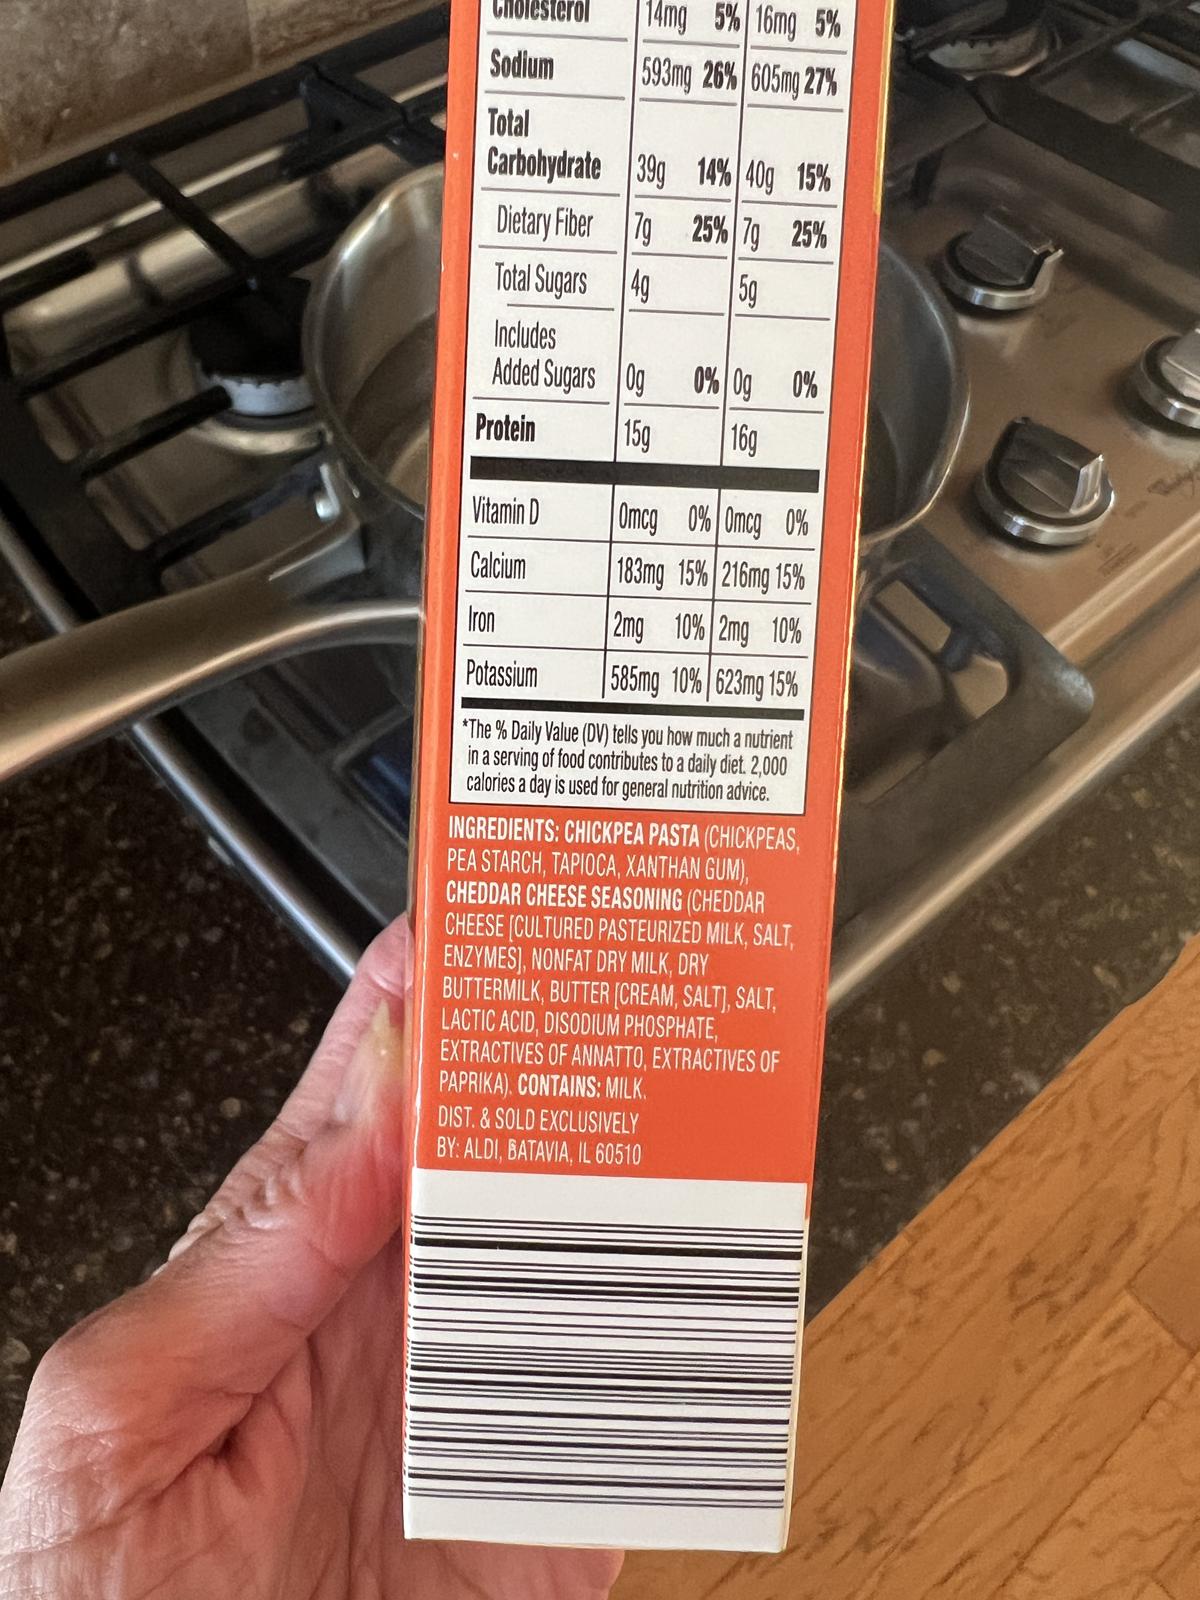 Cholesterol 14mg 5% 16mg 5%
Sodium 593mg 26% 605mg 27%
Total
Carbohydrate 39g 14% 40g 15%
Dietary Fiber 7g 25% 7g 25%
Total Sugars 4g 5g
Includes
Added Sugars 0g 0% 0g 0%
Protein 15g 16g
Vitamin D 0mcg 0% 0mcg 0%
Calcium 183mg 15% 216mg 15%
Iron 2mg 10% 2mg 10%
Potassium 585mg 10% 623mg 15%
*The % Daily Value (DV) tells you how much a nutrient
in a serving of food contributes to a daily diet. 2,000
calories a day is used for general nutrition advice.
INGREDIENTS: CHICKPEA PASTA (CHICKPEAS,
PEA STARCH, TAPIOCA, XANTHAN GUM),
CHEDDAR CHEESE SEASONING (CHEDDAR
CHEESE [CULTURED PASTEURIZED MILK, SALT,
ENZYMES], NONFAT DRY MILK, DRY
BUTTERMILK, BUTTER [CREAM, SALT], SALT,
LACTIC ACID, DISODIUM PHOSPHATE,
EXTRACTIVES OF ANNATTO, EXTRACTIVES OF
PAPRIKA). CONTAINS: MILK.
DIST. & SOLD EXCLUSIVELY
BY: ALDI, BATAVIA, IL 60510